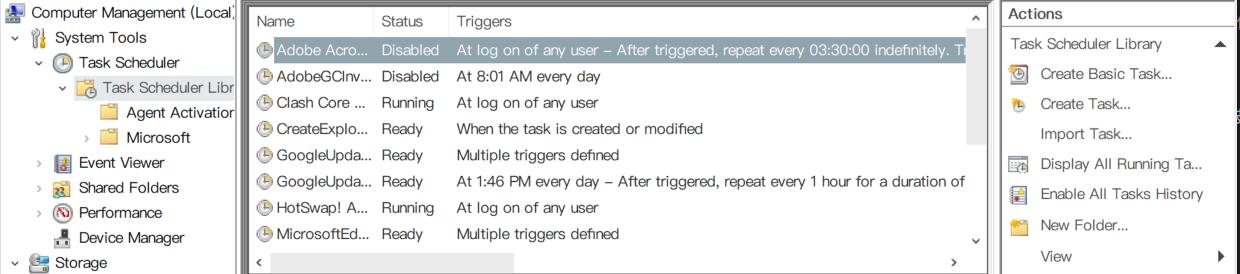 Computer Management (Local)
System Tools
Task Scheduler
Task Scheduler Libr
Agent Activation
Microsoft
Event Viewer
Shared Folders
Performance
Device Manager
Storage
Name Status Triggers
Adobe Acro... Disabled At log on of any user - After triggered, repeat every 03:30:00 indefinitely. Tr
AdobeGCInv... Disabled At 8:01 AM every day
Clash Core ... Running At log on of any user
CreateExplo... Ready When the task is created or modified
GoogleUpda... Ready Multiple triggers defined
GoogleUpda... Ready At 1:46 PM every day - After triggered, repeat every 1 hour for a duration of
HotSwap! A... Running At log on of any user
MicrosoftEd... Ready Multiple triggers defined
Actions
Task Scheduler Library
Create Basic Task...
Create Task...
Import Task...
Display All Running Ta...
Enable All Tasks History
New Folder...
View